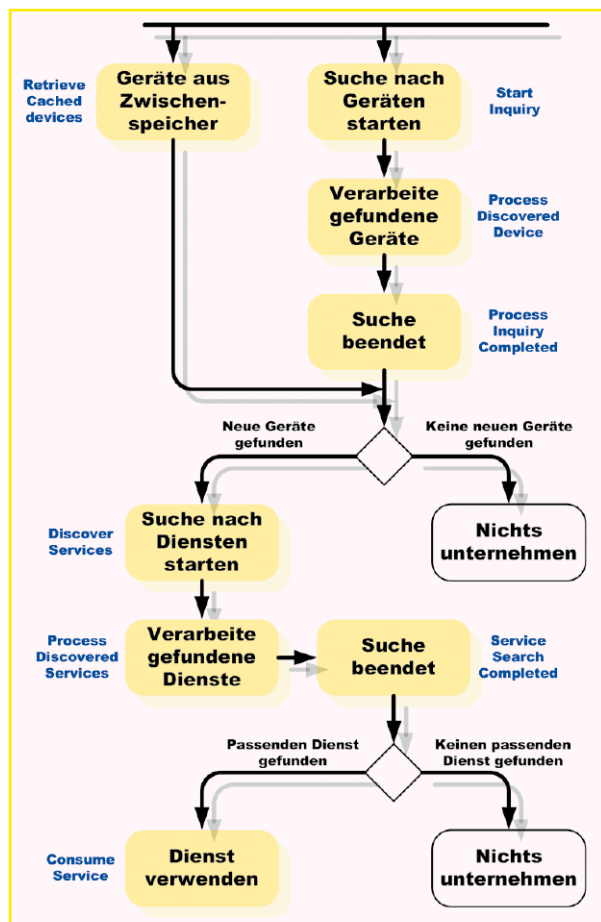 Retrieve
Cached
devices
Geräte aus
Zwischen-
speicher
Suche nach
Geräten
starten
Start
Inquiry
Verarbeite
gefundene
Geräte
Process
Discovered
Device
Suche
beendet
Process
Inquiry
Completed
Neue Geräte
gefunden
Keine neuen Geräte
gefunden
Discover
Services
Suche nach
Diensten
starten
Nichts
unternehmen
Process
Discovered
Services
Verarbeite
gefundene
Dienste
Suche
beendet
Service
Search
Completed
Passenden Dienst
gefunden
Keinen passenden
Dienst gefunden
Consume
Service
Dienst
verwenden
Nichts
unternehmen